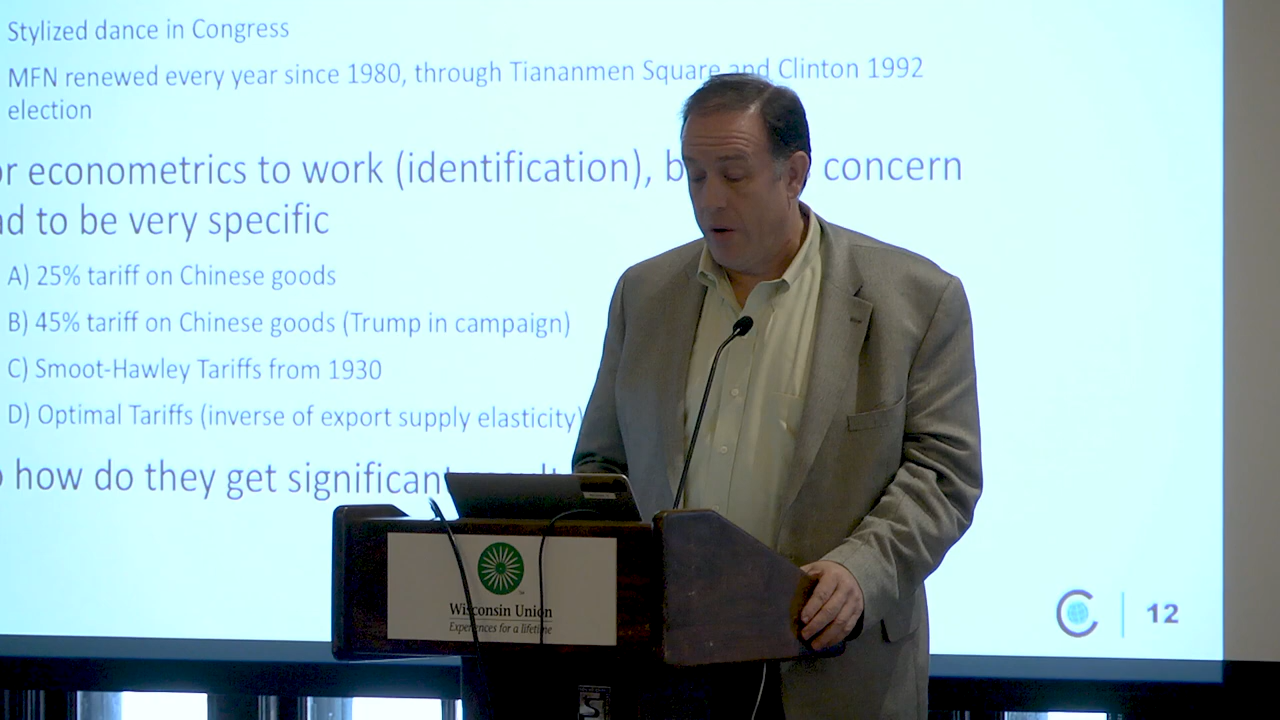 Stylized dance in Congress
MFN renewed every year since 1980, through Tiananmen Square and Clinton 1992
election
or econometrics to work (identification), concern
to be very specific
A) 25% tariff on Chinese goods
B) 45% tariff on Chinese goods (Trump in campaign)
C) Smoot-Hawley Tariffs from 1930
D) Optimal Tariffs (inverse of export supply elasticity)
how do they get significant
Wisconsin Union
Experiences for a lifetime
12